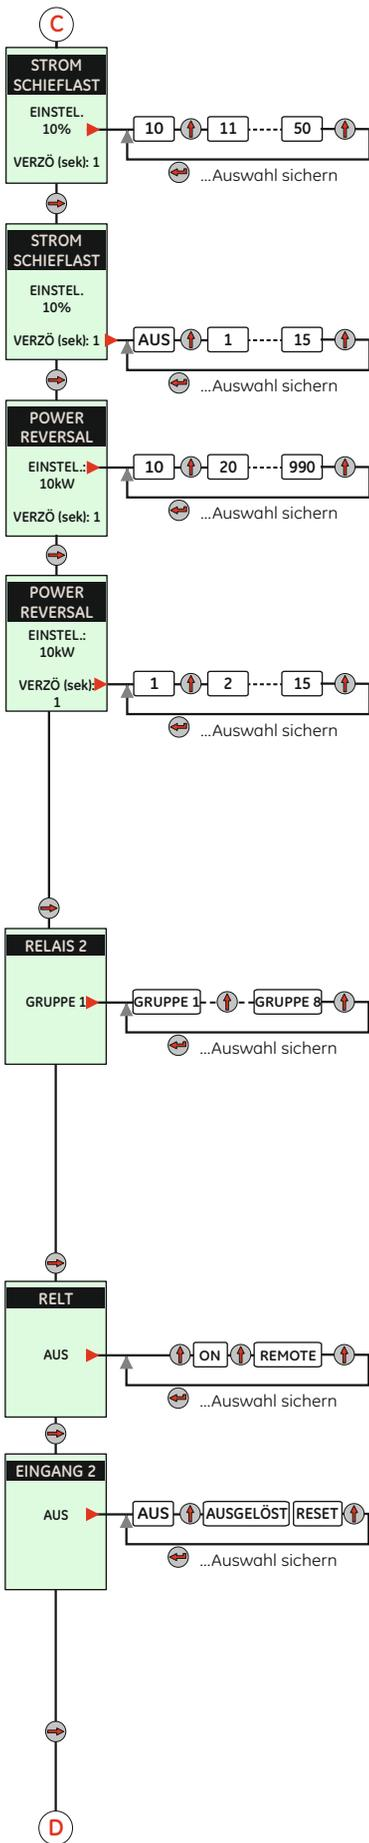 C
STROM
SCHIEFLAST
EINSTEL.
10%
VERZÖ (sek): 1
10 11 50
...Auswahl sichern
STROM
SCHIEFLAST
EINSTEL.
10%
VERZÖ (sek): 1
AUS 1 15
...Auswahl sichern
POWER
REVERSAL
EINSTEL.:
10kW
VERZÖ (sek): 1
10 20 990
...Auswahl sichern
POWER
REVERSAL
EINSTEL.:
10kW
VERZÖ (sek):
1
1 2 15
...Auswahl sichern
RELAIS 2
GRUPPE 1
GRUPPE 1 GRUPPE 8
...Auswahl sichern
RELT
AUS
ON REMOTE
...Auswahl sichern
EINGANG 2
AUS
AUS AUSGELÖST RESET
...Auswahl sichern
D